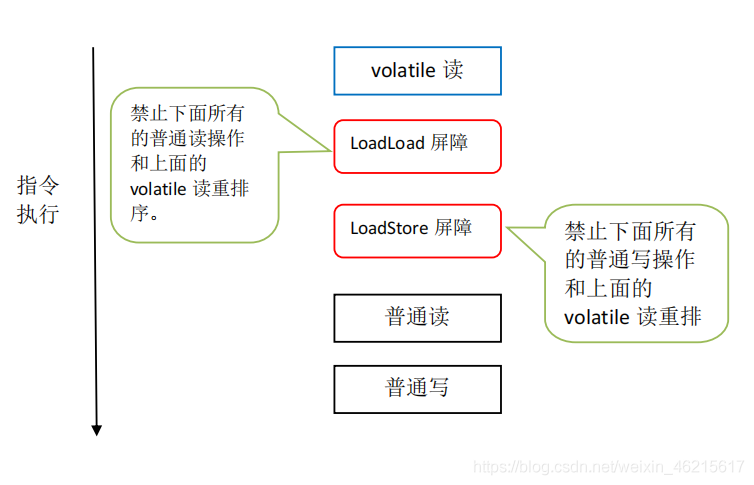 volatile 读
禁止下面所有
的普通读操作
和上面的
volatile 读重排
序。
LoadLoad 屏障
指令
执行
LoadStore 屏障
禁止下面所有
的普通写操作
和上面的
volatile 读重排
普通读
普通写
https://blog.csdn.net/weixin_46215617